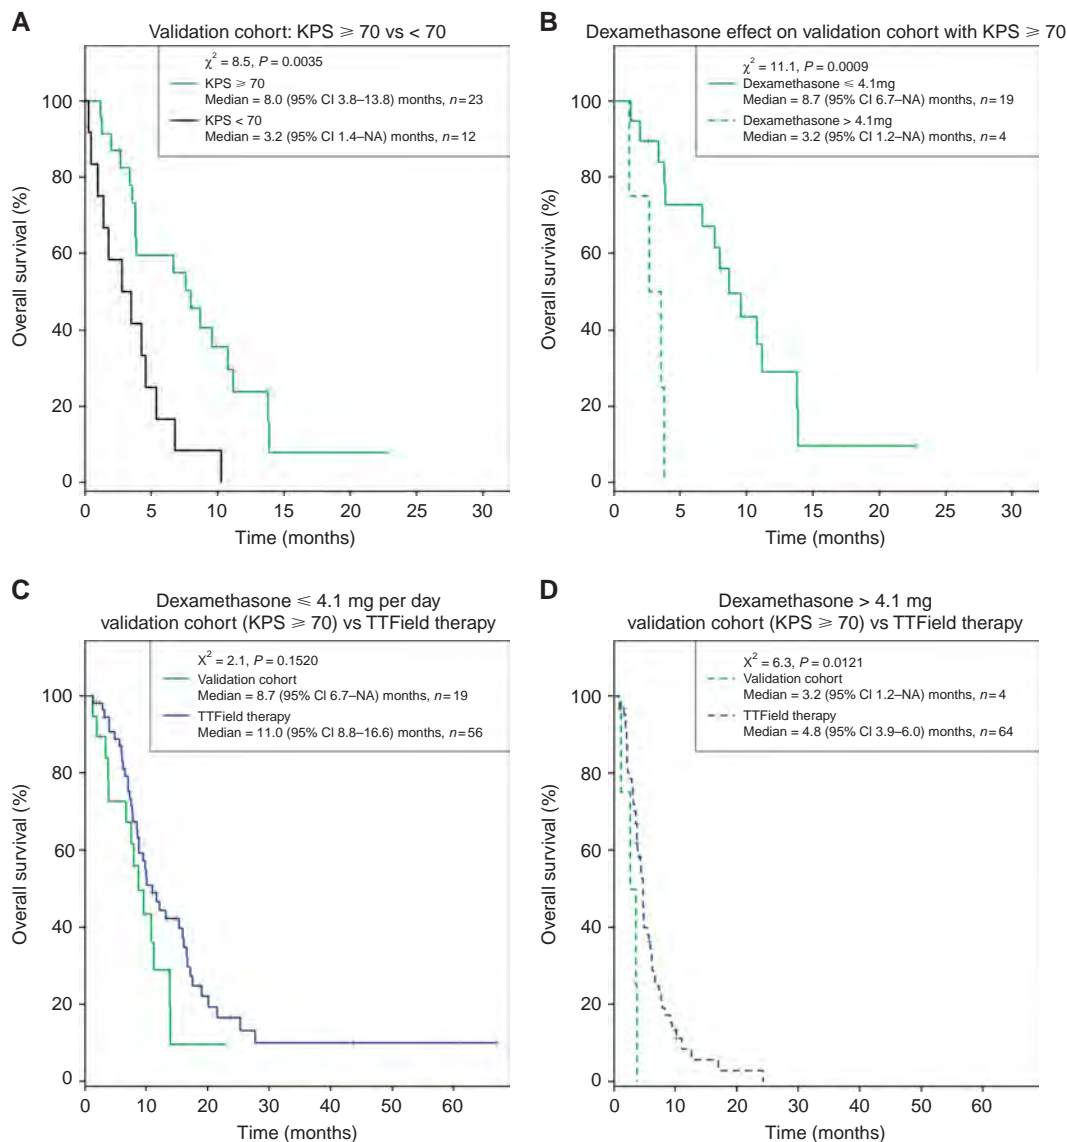 A
Validation cohort: KPS ⩾ 70 vs < 70
χ2 = 8.5, P = 0.0035
KPS ⩾ 70
Median = 8.0 (95% CI 3.8–13.8) months, n=23
KPS < 70
Median = 3.2 (95% CI 1.4–NA) months, n=12
100
80
60
40
20
0
Overall survival (%)
0 5 10 15 20 25 30
Time (months)
B
Dexamethasone effect on validation cohort with KPS ⩾ 70
χ2 = 11.1, P = 0.0009
Dexamethasone ⩽ 4.1mg
Median = 8.7 (95% CI 6.7–NA) months, n=19
Dexamethasone > 4.1mg
Median = 3.2 (95% CI 1.2–NA) months, n=4
100
80
60
40
20
0
Overall survival (%)
0 5 10 15 20 25 30
Time (months)
C
Dexamethasone ⩽ 4.1 mg per day
validation cohort (KPS ⩾ 70) vs TTField therapy
X2 = 2.1, P = 0.1520
Validation cohort
Median = 8.7 (95% CI 6.7–NA) months, n=19
TTField therapy
Median = 11.0 (95% CI 8.8–16.6) months, n=56
100
80
60
40
20
0
Overall survival (%)
0 10 20 30 40 50 60
Time (months)
D
Dexamethasone > 4.1 mg
validation cohort (KPS ⩾ 70) vs TTField therapy
X2 = 6.3, P = 0.0121
Validation cohort
Median = 3.2 (95% CI 1.2–NA) months, n=4
TTField therapy
Median = 4.8 (95% CI 3.9–6.0) months, n=64
100
80
60
40
20
0
Overall survival (%)
0 10 20 30 40 50 60
Time (months)